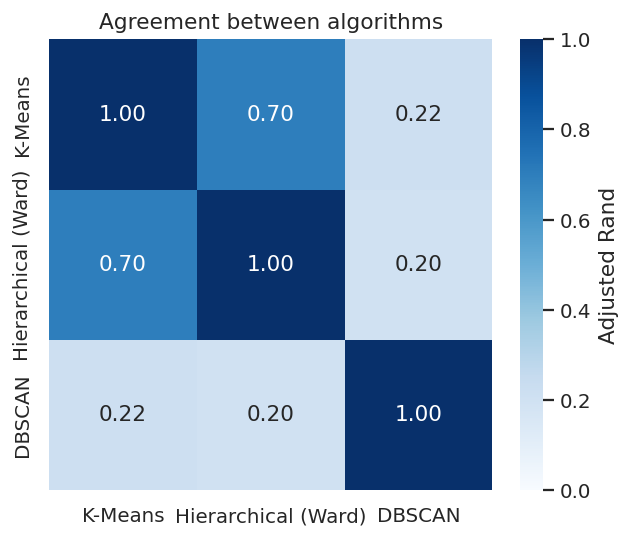 Agreement between algorithms
K-Means
1.00 0.70 0.22
Hierarchical (Ward)
0.70 1.00 0.20
DBSCAN
0.22 0.20 1.00
K-Means Hierarchical (Ward) DBSCAN
1.0
0.8
0.6
0.4
0.2
0.0
Adjusted Rand